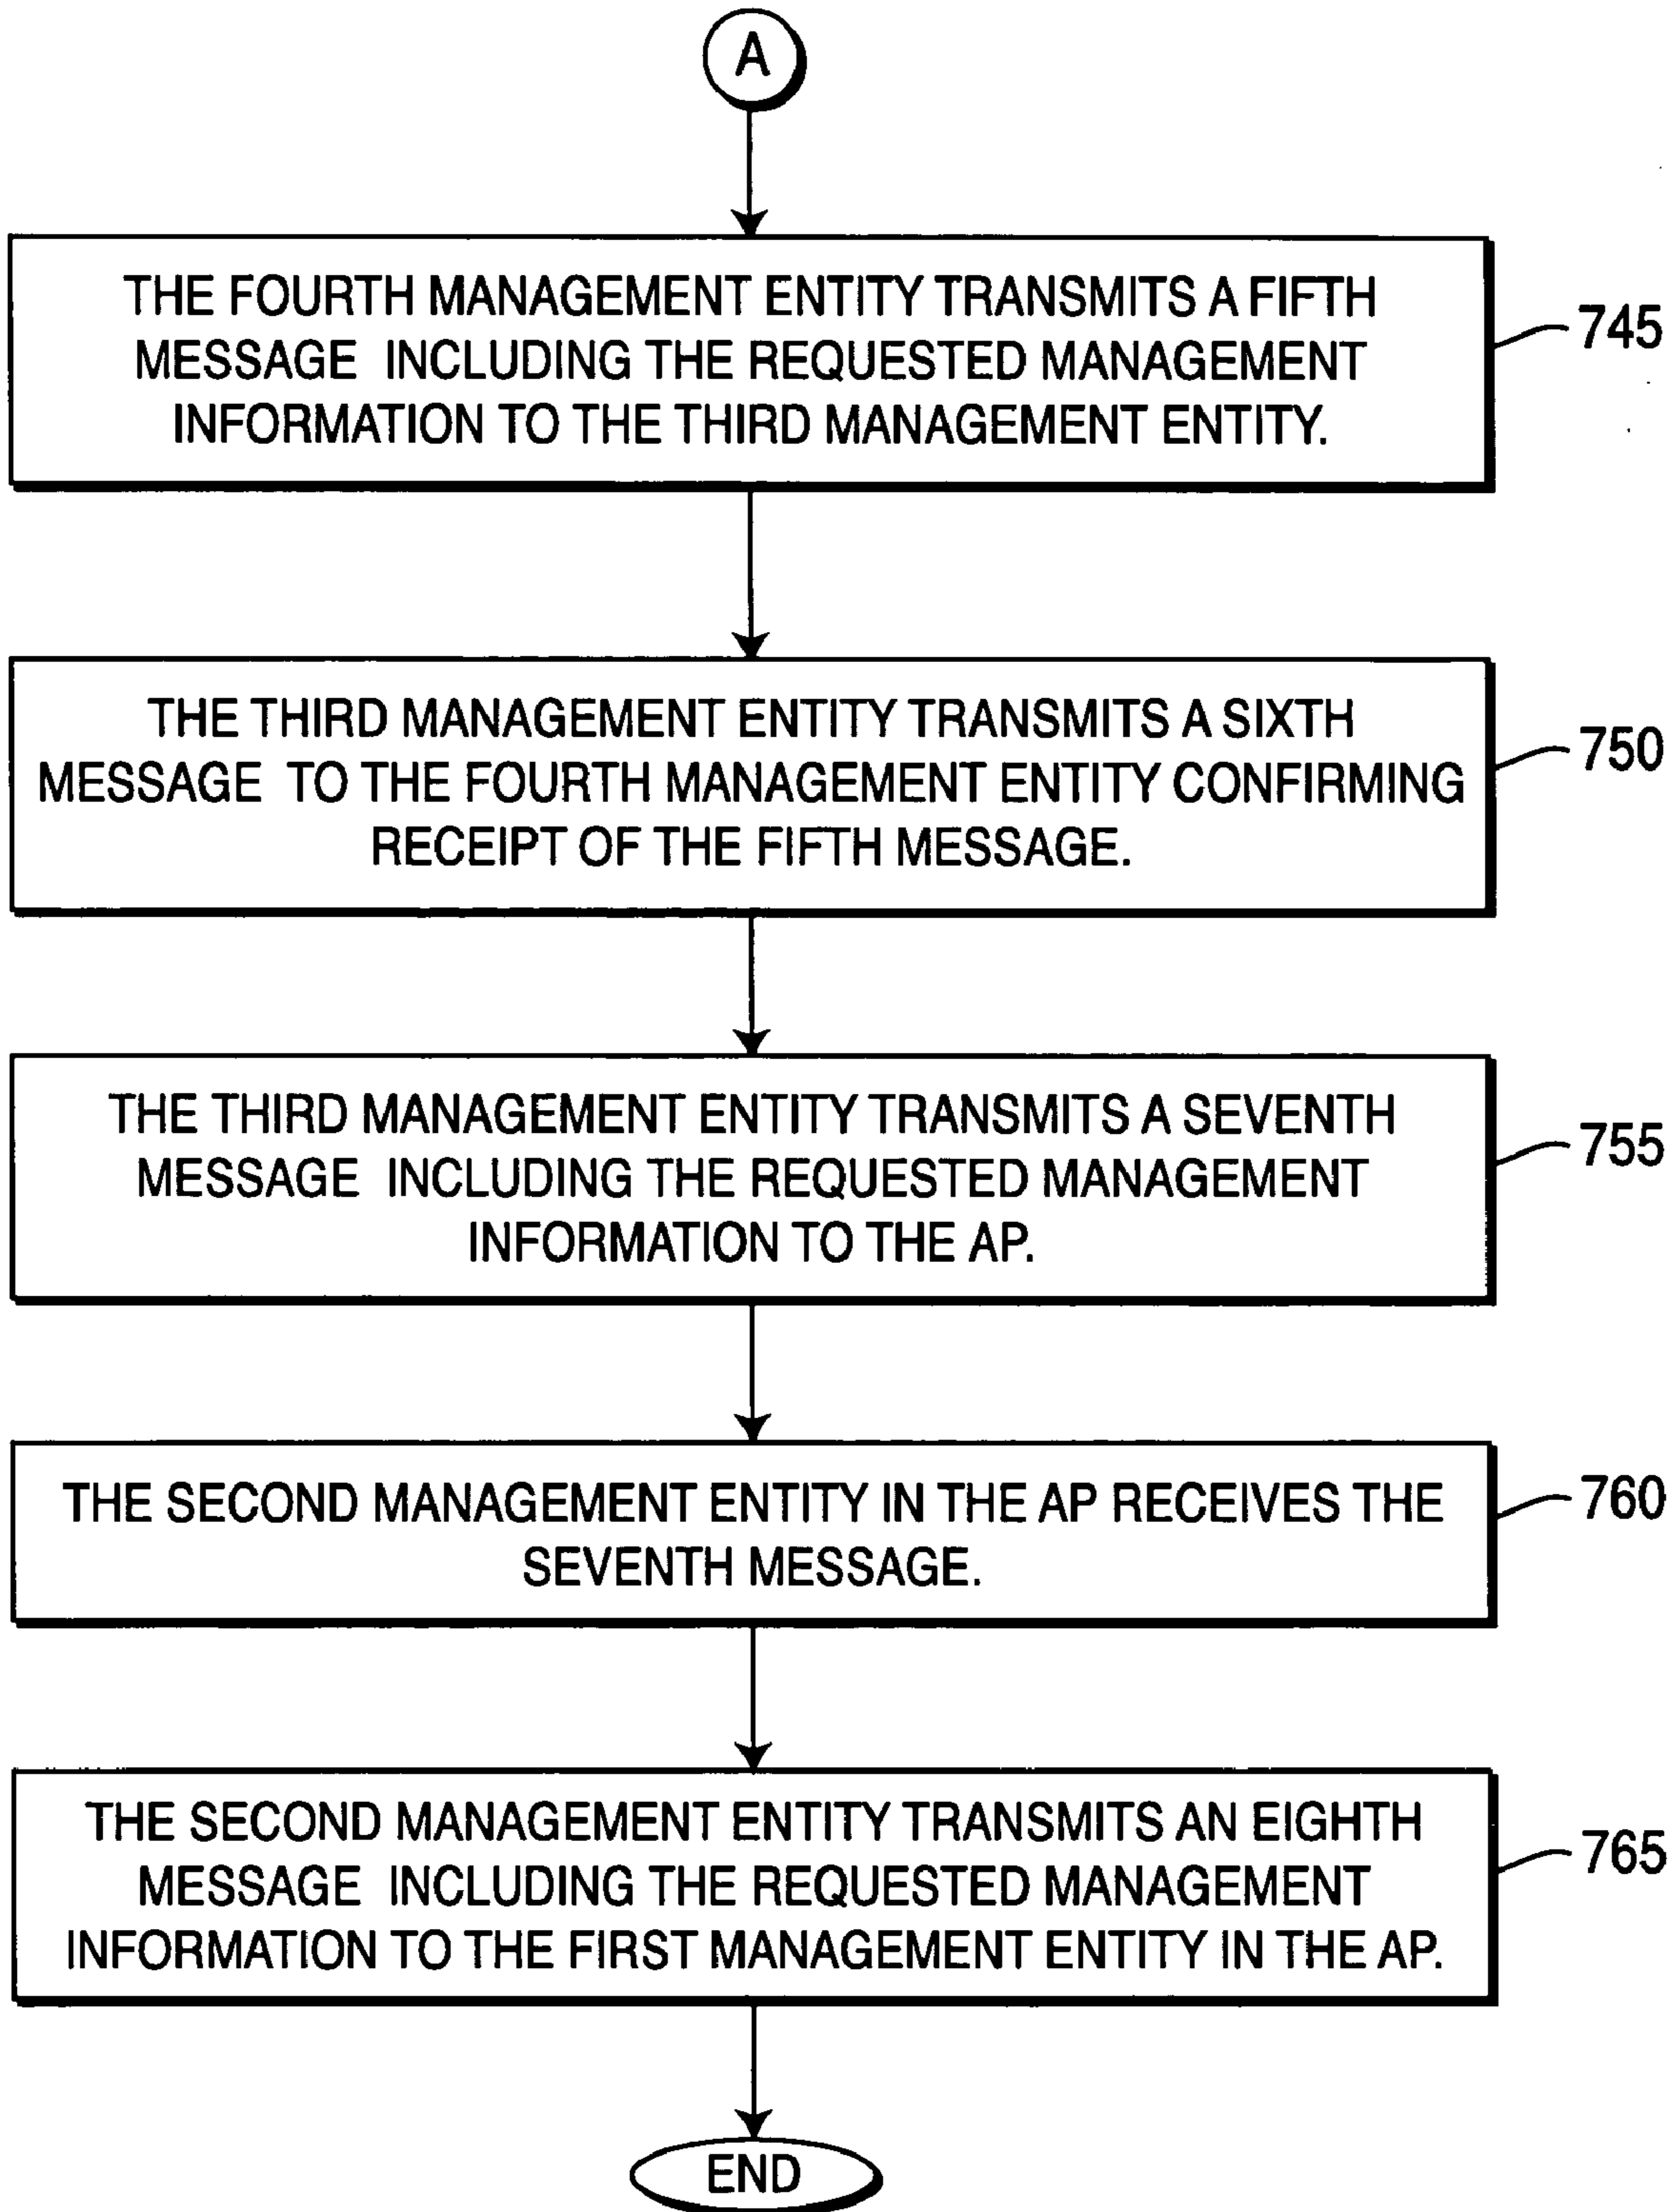 A
THE FOURTH MANAGEMENT ENTITY TRANSMITS A FIFTH
MESSAGE INCLUDING THE REQUESTED MANAGEMENT
INFORMATION TO THE THIRD MANAGEMENT ENTITY.
745
THE THIRD MANAGEMENT ENTITY TRANSMITS A SIXTH
MESSAGE TO THE FOURTH MANAGEMENT ENTITY CONFIRMING
RECEIPT OF THE FIFTH MESSAGE.
750
THE THIRD MANAGEMENT ENTITY TRANSMITS A SEVENTH
MESSAGE INCLUDING THE REQUESTED MANAGEMENT
INFORMATION TO THE AP.
755
THE SECOND MANAGEMENT ENTITY IN THE AP RECEIVES THE
SEVENTH MESSAGE.
760
THE SECOND MANAGEMENT ENTITY TRANSMITS AN EIGHTH
MESSAGE INCLUDING THE REQUESTED MANAGEMENT
INFORMATION TO THE FIRST MANAGEMENT ENTITY IN THE AP.
765
END